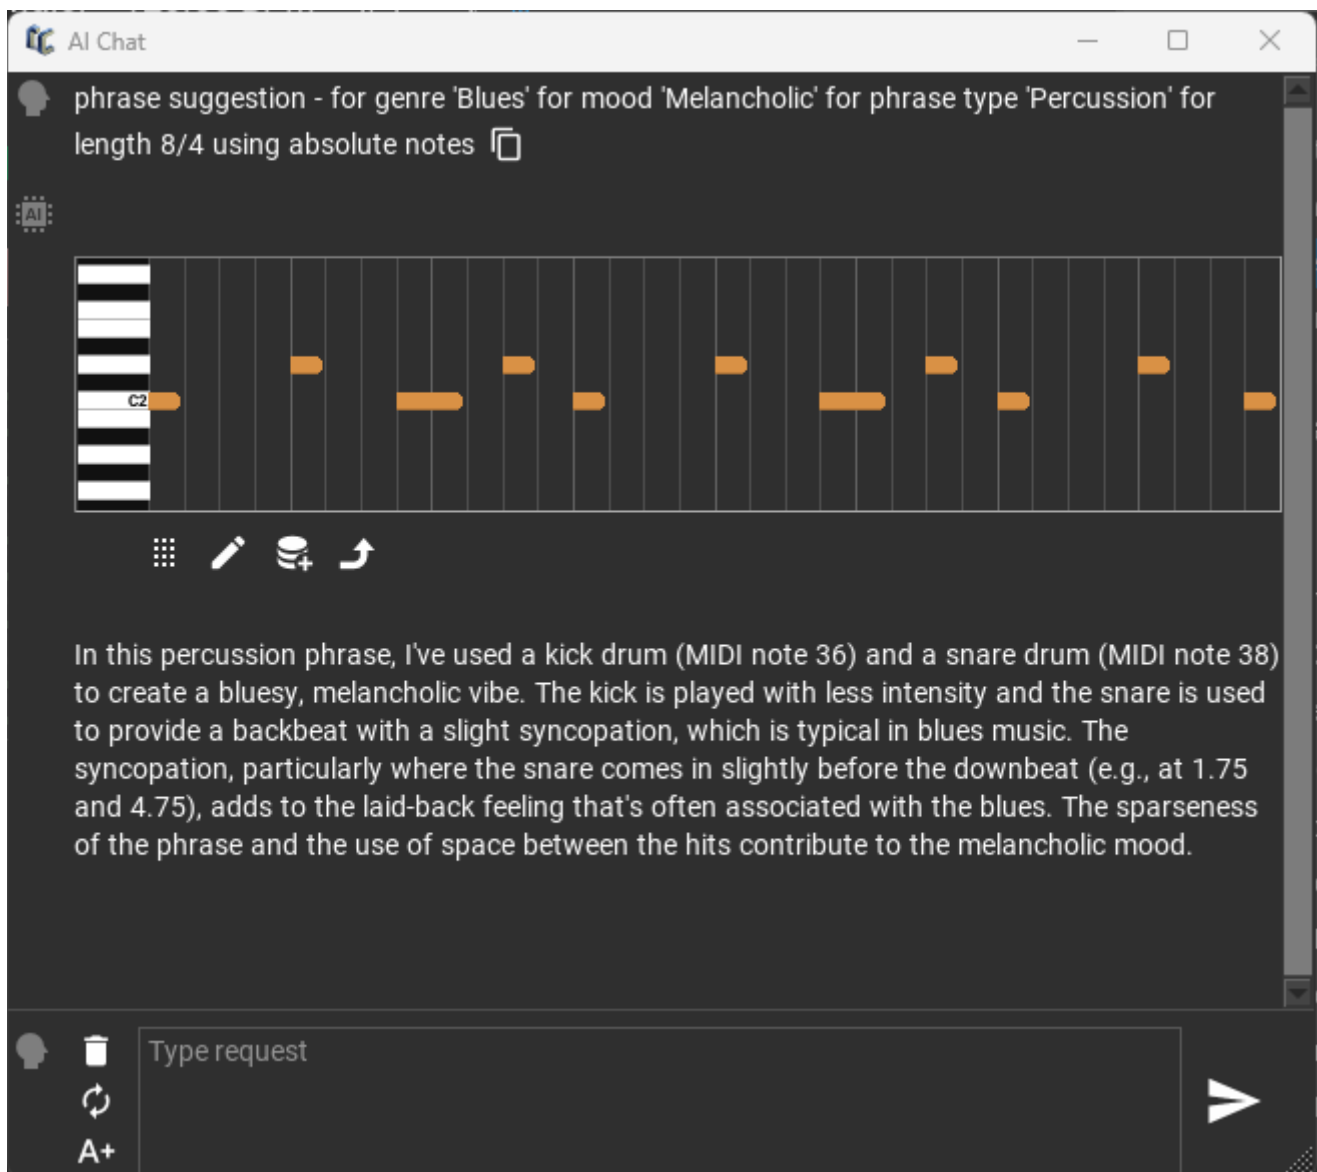 AI Chat
phrase suggestion - for genre 'Blues' for mood 'Melancholic' for phrase type 'Percussion' for
length 8/4 using absolute notes
AI
C2
In this percussion phrase, I've used a kick drum (MIDI note 36) and a snare drum (MIDI note 38)
to create a bluesy, melancholic vibe. The kick is played with less intensity and the snare is used
to provide a backbeat with a slight syncopation, which is typical in blues music. The
syncopation, particularly where the snare comes in slightly before the downbeat (e.g., at 1.75
and 4.75), adds to the laid-back feeling that's often associated with the blues. The sparseness
of the phrase and the use of space between the hits contribute to the melancholic mood.
Type request
A+